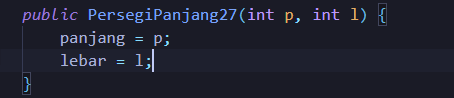 public PersegiPanjang27(int p, int l) {
    panjang = p;
    lebar = l;
}